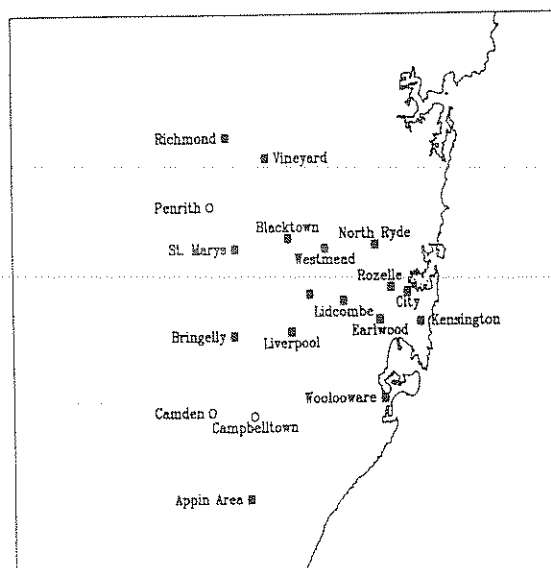 Richmond
Vineyard
Penrith
Blacktown
North Ryde
St. Marys
Westmead
Rozelle
City
Lidcombe
Earlwood
Kensington
Bringelly
Liverpool
Woolooware
Camden
Campbelltown
Appin Area